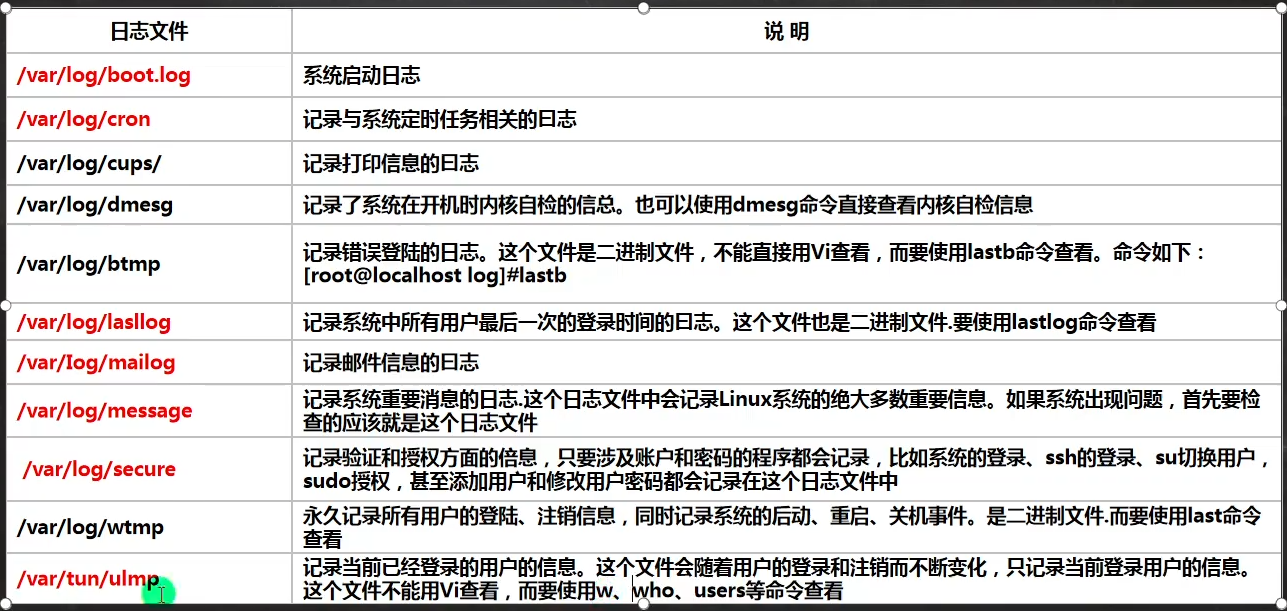 日志文件
说 明
/var/log/boot.log
系统启动日志
/var/log/cron
记录与系统定时任务相关的曰志
/var/log/cups/
记录打印信息的曰志
/var/log/dmesg
记录了系统在开机时内核自检的信总。也可以使用dmesg命令直接查看内核自检信息
/var/log/btmp
记录错误登陆的日志。这个文件是二进制文件，不能直接用Vi查看，而要使用lastb命令查看。命令如下：
[root@localhost log]#lastb
/var/log/lasllog
记录系统中所有用户最后一次的登录时间的曰志。这个文件也是二进制文件.要使用lastlog命令查看
/var/Iog/mailog
记录邮件信息的曰志
/var/log/message
记录系统重要消息的日志.这个日志文件中会记录Linux系统的绝大多数重要信息。如果系统出现问题，首先要检
查的应该就是这个日志文件
/var/log/secure
记录验证和授权方面的倍息，只要涉及账户和密码的程序都会记录，比如系统的登录、ssh的登录、su切换用户，
sudo授权，甚至添加用户和修改用户密码都会记录在这个日志文件中
/var/log/wtmp
永久记录所有用户的登陆、注销信息，同时记录系统的后动、重启、关机事件。是二进制文件.而要使用last命令
查看
/var/tun/ulmp
记录当前已经登录的用户的信息。这个文件会随着用户的登录和注销而不断变化，只记录当前登录用户的信息。
这个文件不能用Vi查看，而要使用w、who、users等命令查看